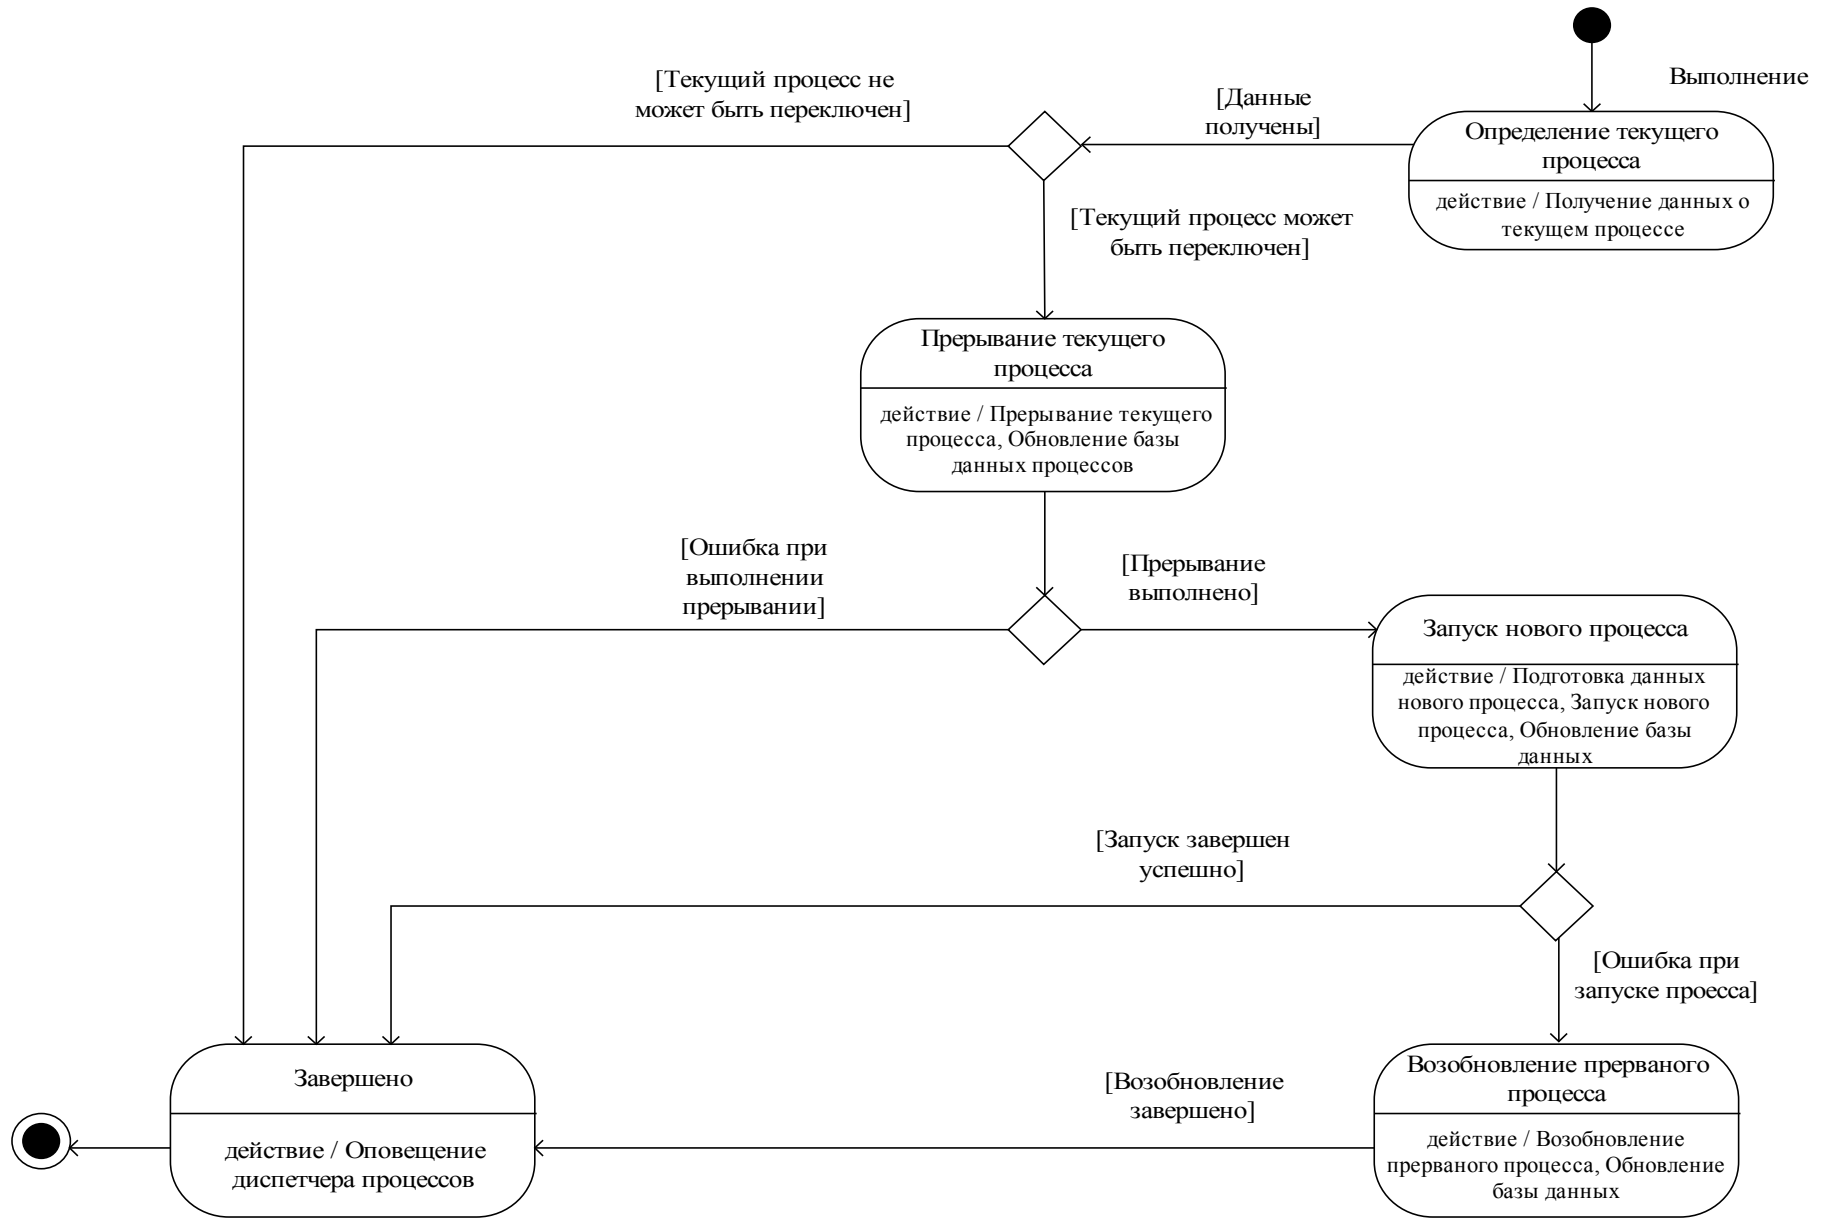 Выполнение
[Текущий процесс не
может быть переключен]
[Данные
получены]
Определение текущего
процесса
действие / Получение данных о
текущем процессе
[Текущий процесс может
быть переключен]
Прерывание текущего
процесса
действие / Прерывание текущего
процесса, Обновление базы
данных процессов
[Ошибка при
выполнении
прерывании]
[Прерывание
выполнено]
Запуск нового процесса
действие / Подготовка данных
нового процесса, Запуск нового
процесса, Обновление базы
данных
[Запуск завершен
успешно]
[Ошибка при
запуске проесса]
Завершено
действие / Оповещение
диспетчера процессов
[Возобновление
завершено]
Возобновление прерваного
процесса
действие / Возобновление
прерваного процесса, Обновление
базы данных